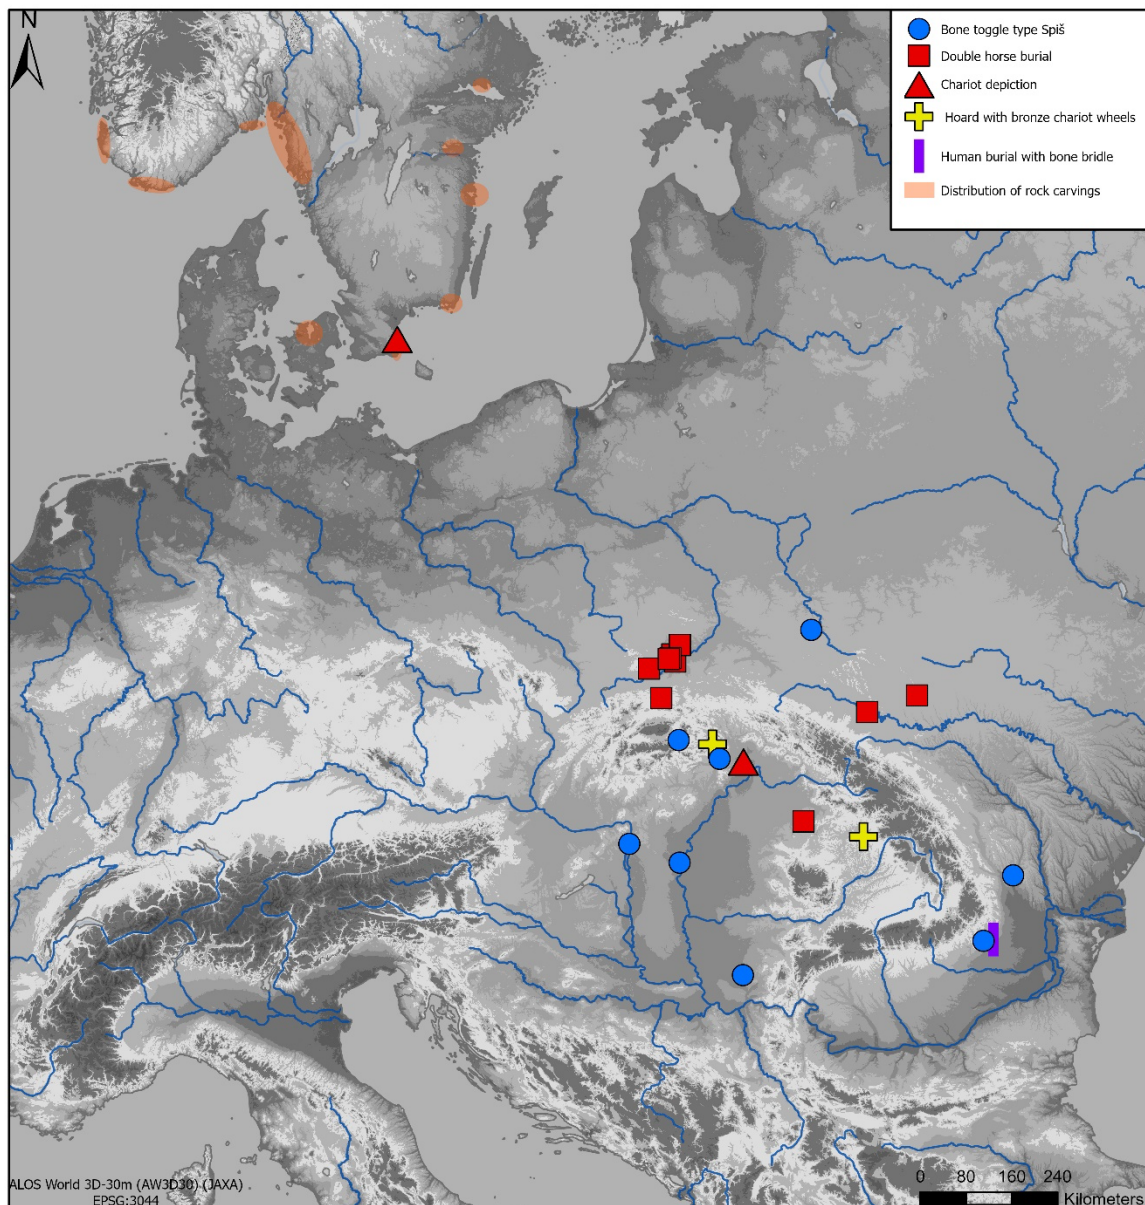 N
Bone toggle type Spiš
Double horse burial
Chariot depiction
Hoard with bronze chariot wheels
Human burial with bone bridle
Distribution of rock carvings
ALOS World 3D-30m (AW3D30) (JAXA)
EPSG:3044
0 80 160 240
Kilometers